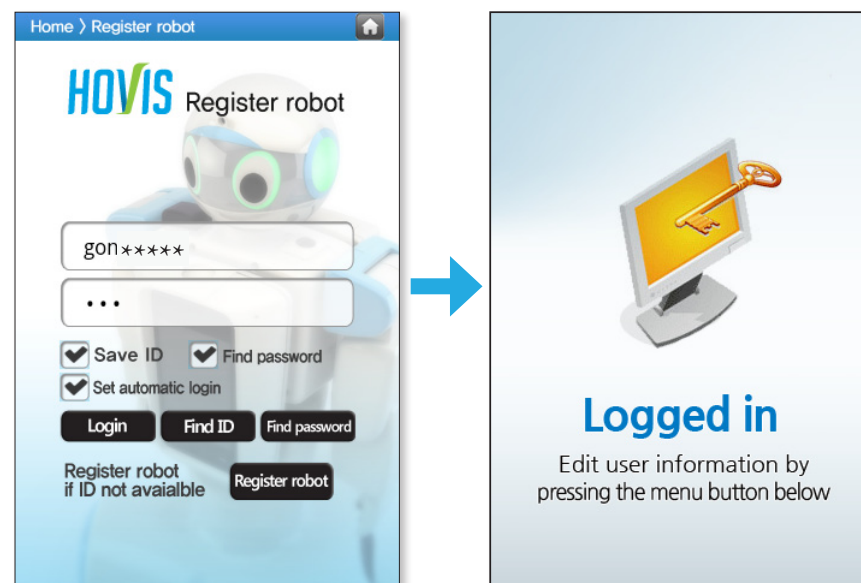 Home 〉Register robot
HOVIS Register robot
gon*****
•••
Save ID Find password
Set automatic login
Login Find ID Find password
Register robot
if ID not avaialble
Register robot
Logged in
Edit user information by
pressing the menu button below